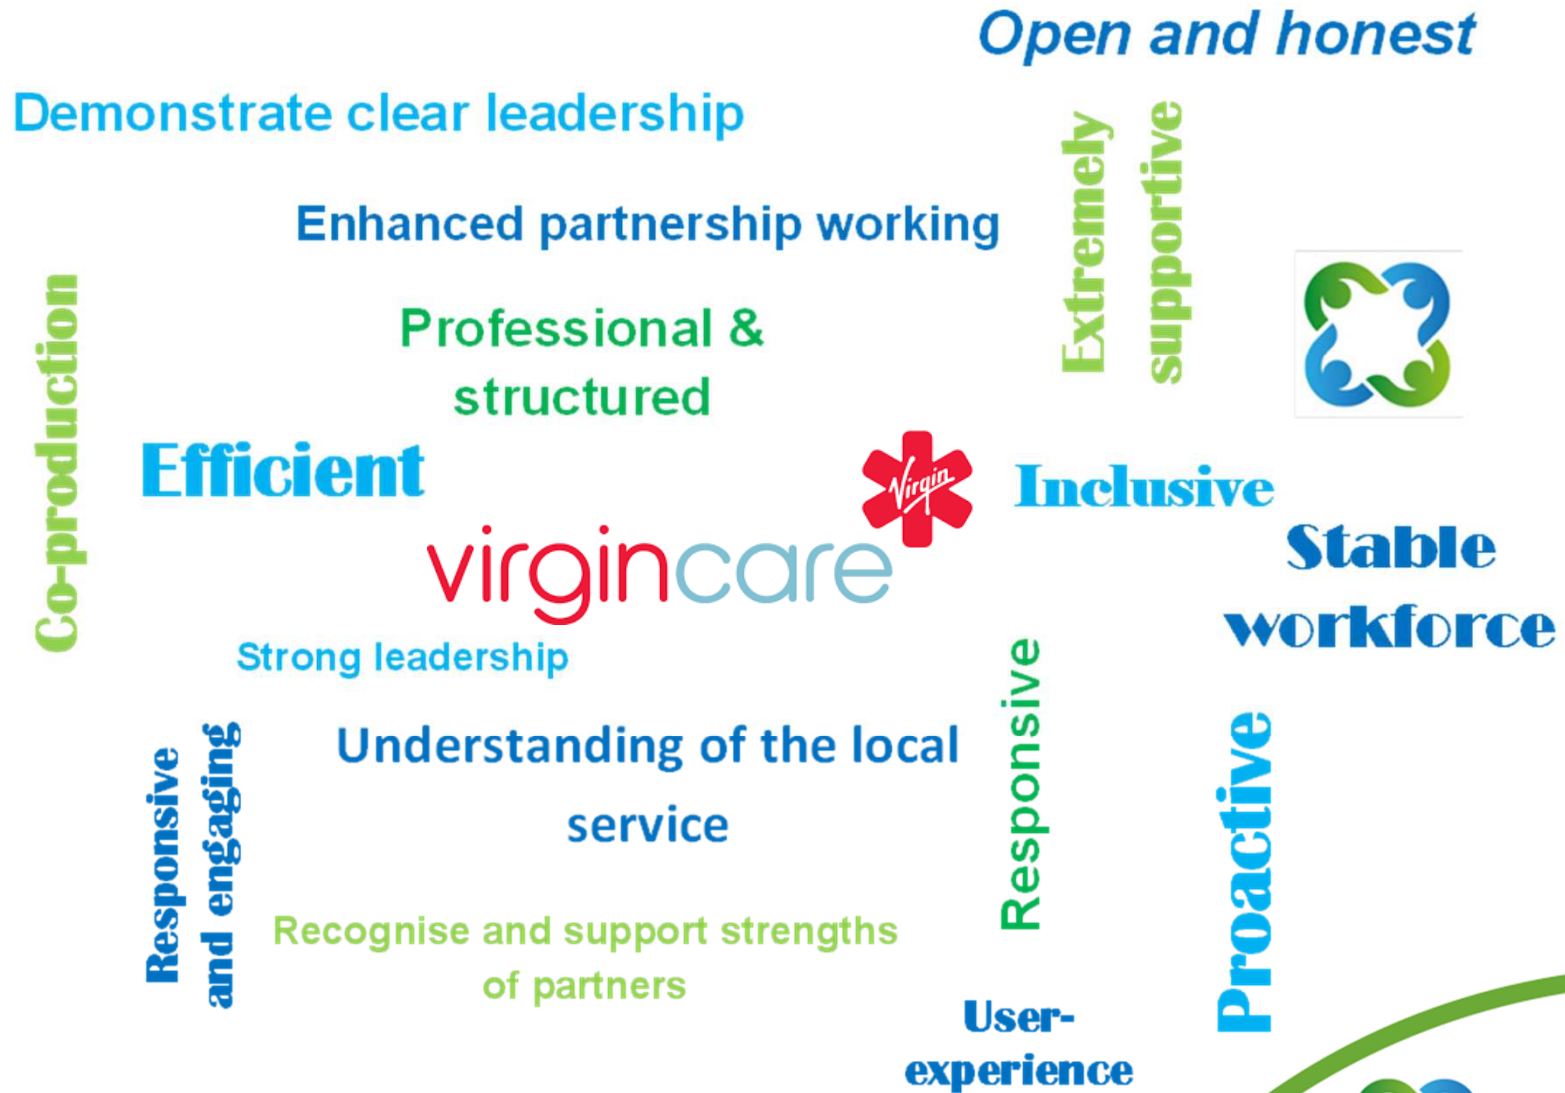 Open and honest
Demonstrate clear leadership
Extremely
supportive
Enhanced partnership working
Co-production
Professional &
structured
Efficient
Virgin
Inclusive
virgincare
Stable
workforce
Strong leadership
Responsive
Responsive
and engaging
Understanding of the local
service
Proactive
Recognise and support strengths
of partners
User-
experience